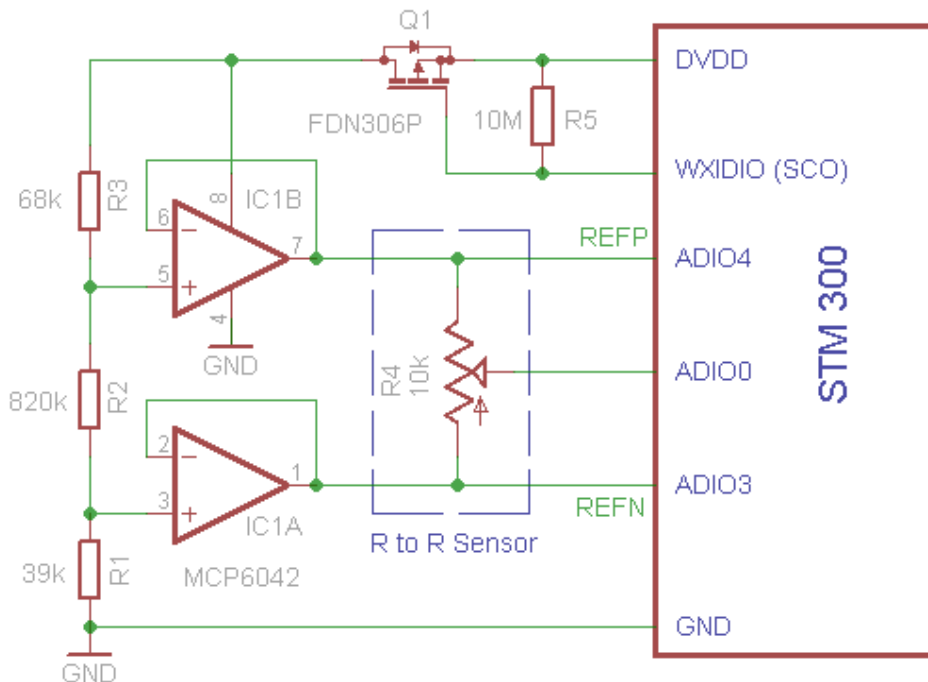 Q1
DVDD
FDN306P
10M
R5
WXIDIO (SCO)
68k
R3
8
IC1B
6
7
5
4
GND
REFP
ADIO4
STM 300
R4
10k
ADIO0
820k
R2
2
1
3
IC1A
MCP6042
REFN
ADIO3
R to R Sensor
39k
R1
GND
GND